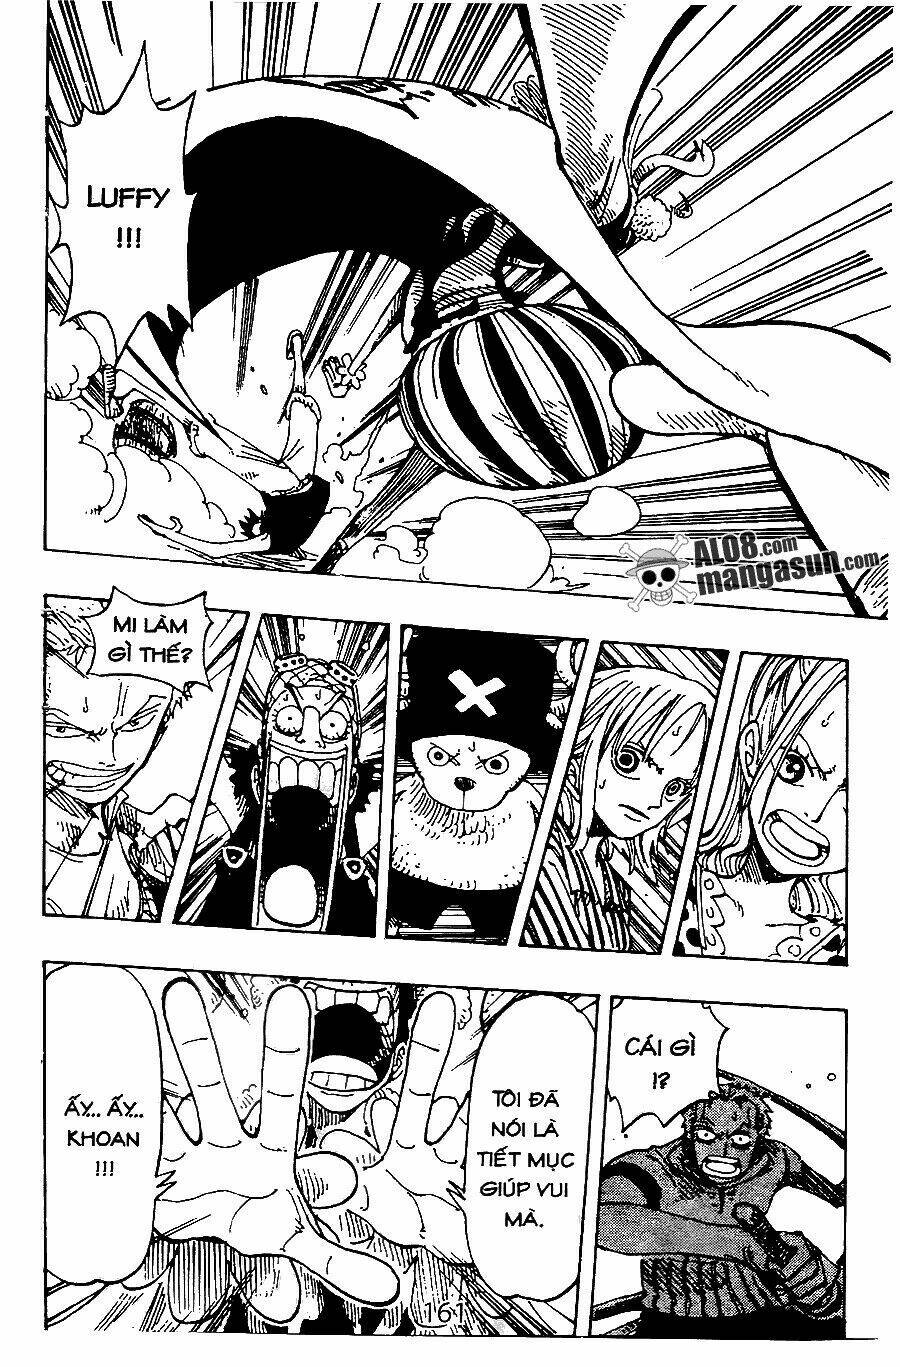 LUFFY
!!!
ALO8.com
mangasun.com
MI LÀM
GÌ THẾ?
CÁI GÌ
!?
TÔI ĐÃ
NÓI LÀ
TIẾT MỤC
GIÚP VUI
MÀ.
ẤY.. ẤY..
KHOAN
!!!
161